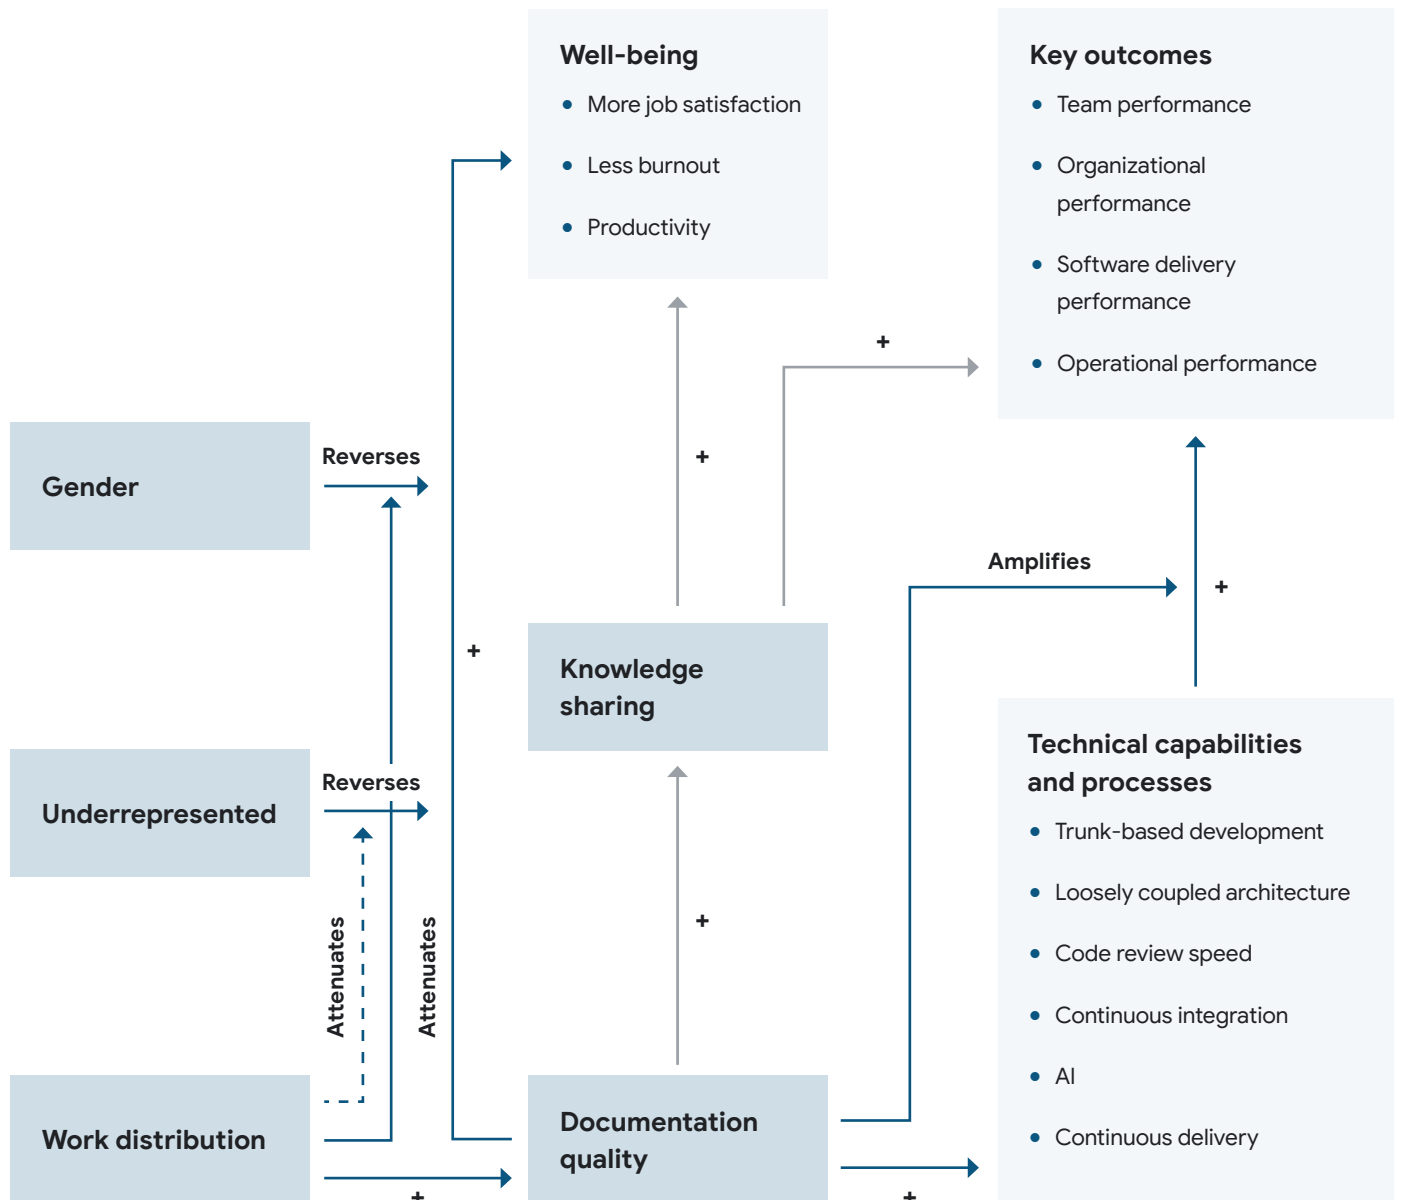 Well-being
More job satisfaction
Less burnout
Productivity
Key outcomes
Team performance
Organizational
performance
Software delivery
performance
Operational performance
+
Gender
Reverses
+
Amplifies
+
Knowledge
sharing
+
Underrepresented
Reverses
Attenuates
Attenuates
+
Technical capabilities
and processes
Trunk-based development
Loosely coupled architecture
Code review speed
Continuous integration
AI
Continuous delivery
Work distribution
+
Documentation
quality
+